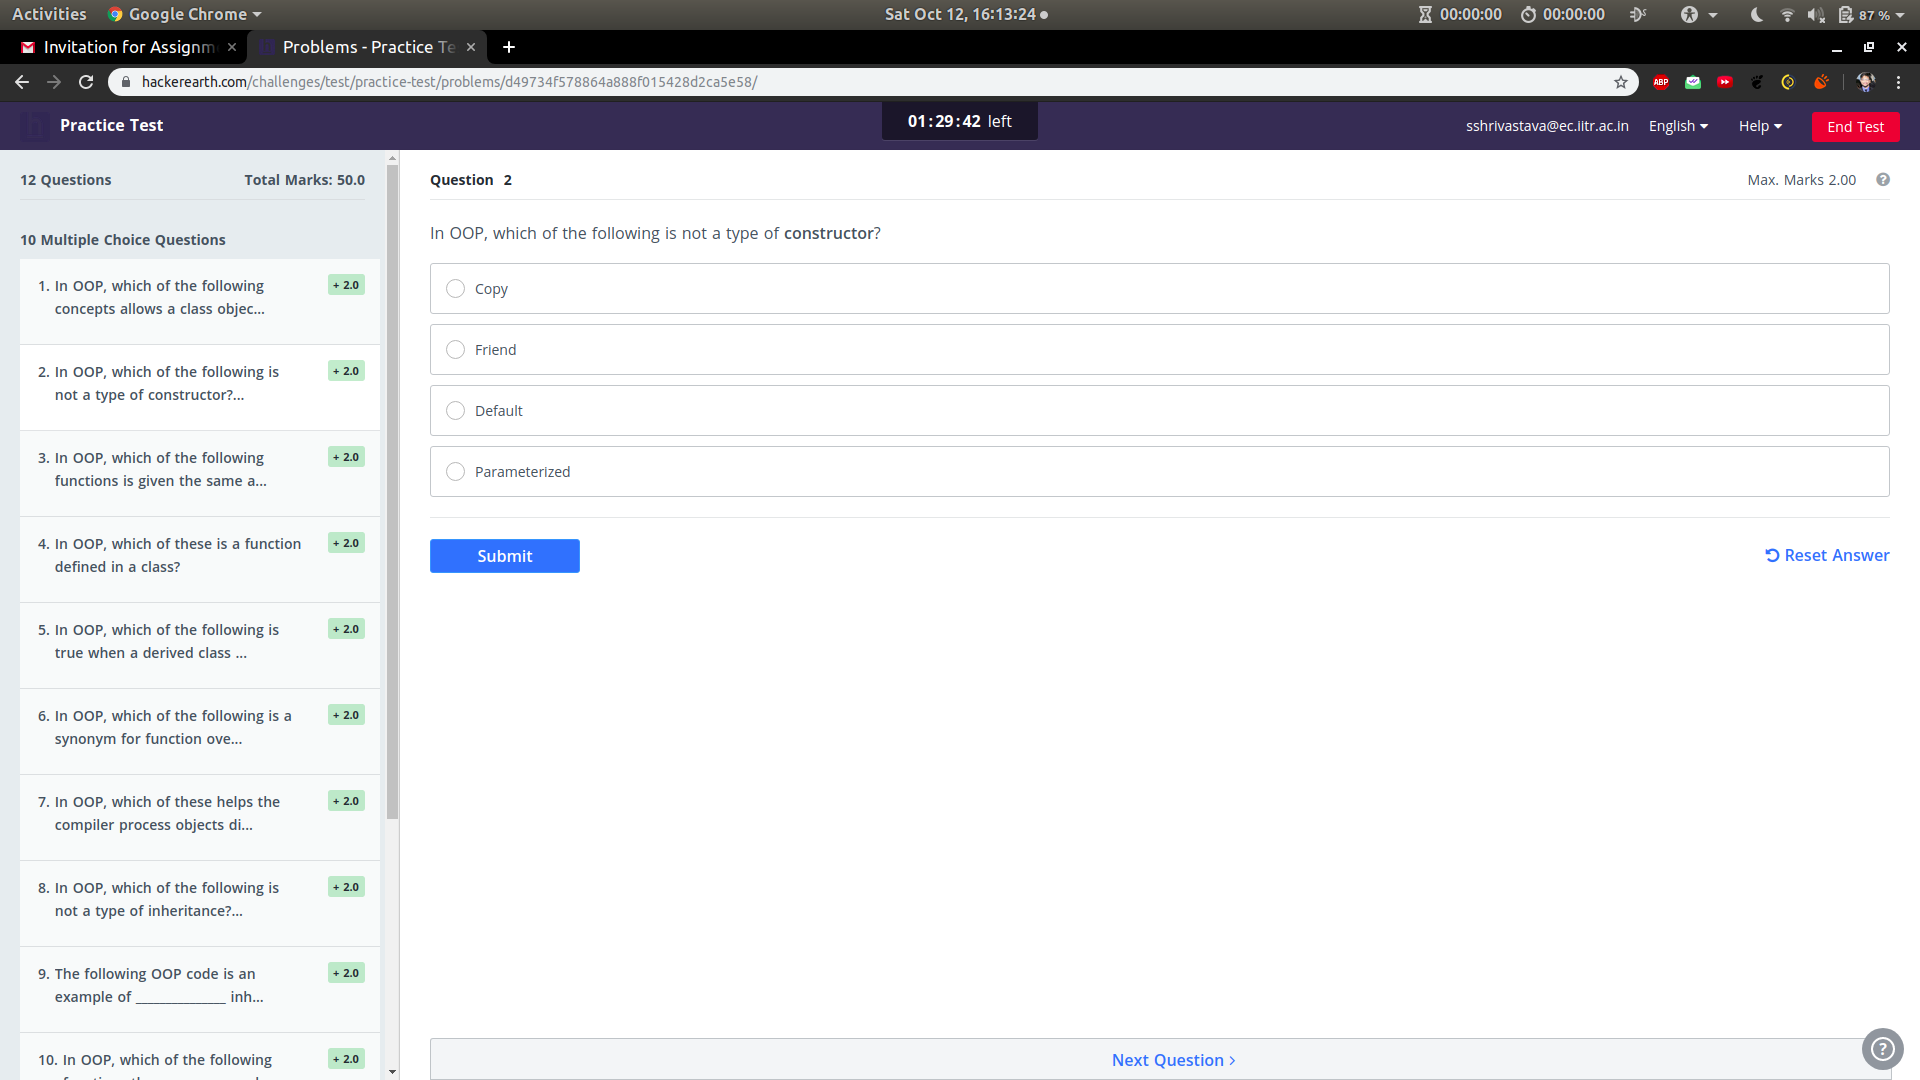 Activities
Google Chrome
Sat Oct 12, 16:13:24
00:00:00
00:00:00
87 %
Invitation for Assignm
Problems - Practice Te
hackerearth.com/challenges/test/practice-test/problems/d49734f578864a888f015428d2ca5e58/
ABP
Practice Test
01:29:42 left
sshrivastava@ec.iitr.ac.in
English
Help
End Test
12 Questions
Total Marks: 50.0
10 Multiple Choice Questions
1. In OOP, which of the following
concepts allows a class objec...
+ 2.0
2. In OOP, which of the following is
not a type of constructor?...
+ 2.0
3. In OOP, which of the following
functions is given the same a...
+ 2.0
4. In OOP, which of these is a function
defined in a class?
+ 2.0
5. In OOP, which of the following is
true when a derived class ...
+ 2.0
6. In OOP, which of the following is a
synonym for function ove...
+ 2.0
7. In OOP, which of these helps the
compiler process objects di...
+ 2.0
8. In OOP, which of the following is
not a type of inheritance?...
+ 2.0
9. The following OOP code is an
example of ______________ inh...
+ 2.0
10. In OOP, which of the following
+ 2.0
Question 2
Max. Marks 2.00
In OOP, which of the following is not a type of constructor?
Copy
Friend
Default
Parameterized
Submit
Reset Answer
Next Question